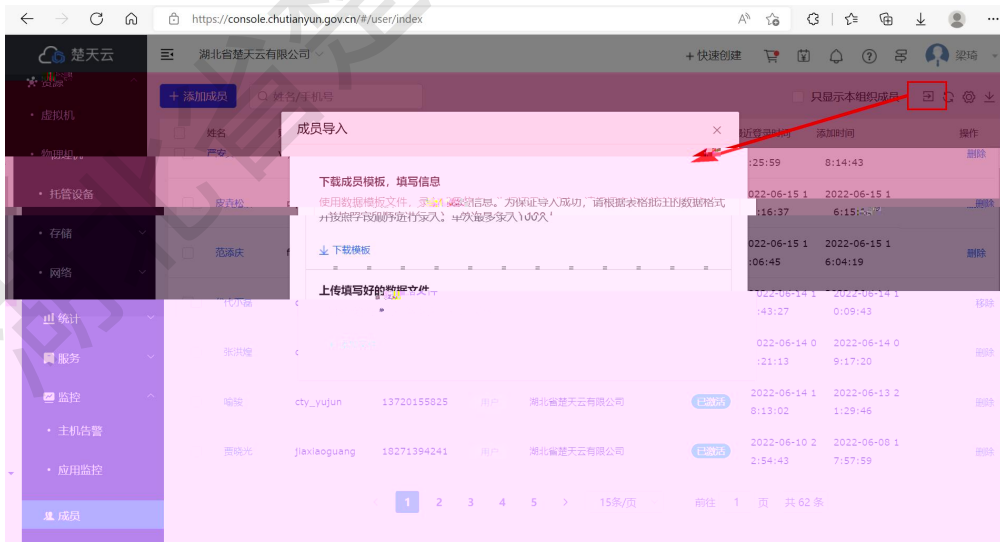 https://console.chutianyun.gov.cn/#/user/index
楚天云
湖北省楚天云有限公司
+ 快速创建
梁琦
资源
+ 添加成员
姓名/手机号
只显示本组织成员
虚拟机
姓名
成员导入
最近登录时间
添加时间
操作
物理机
:25:59
8:14:43
删除
下载成员模板，填写信息
托管设备
022-06-15 1
2022-06-15 1
:16:37
6:15:
删除
存储
下载模板
范添庆
022-06-15 1
2022-06-15 1
:06:45
6:04:19
删除
网络
上传填写好的数据文件
2022-06-14 1
2022-06-14 1
:43:27
0:09:43
移除
统计
022-06-14 0
2022-06-14 0
:21:13
9:17:20
删除
服务
监控
cty_yujun
13720155825
用户
湖北省楚天云有限公司
已激活
2022-06-14 1
8:13:02
2022-06-13 2
1:29:46
删除
主机告警
贾晓光
jiaxiaoguang
18271394241
用户
湖北省楚天云有限公司
已激活
2022-06-10 2
2:54:43
2022-06-08 1
7:57:59
删除
应用监控
1 2 3 4 5 > 15条/页 前往 1 页 共 62 条
成员